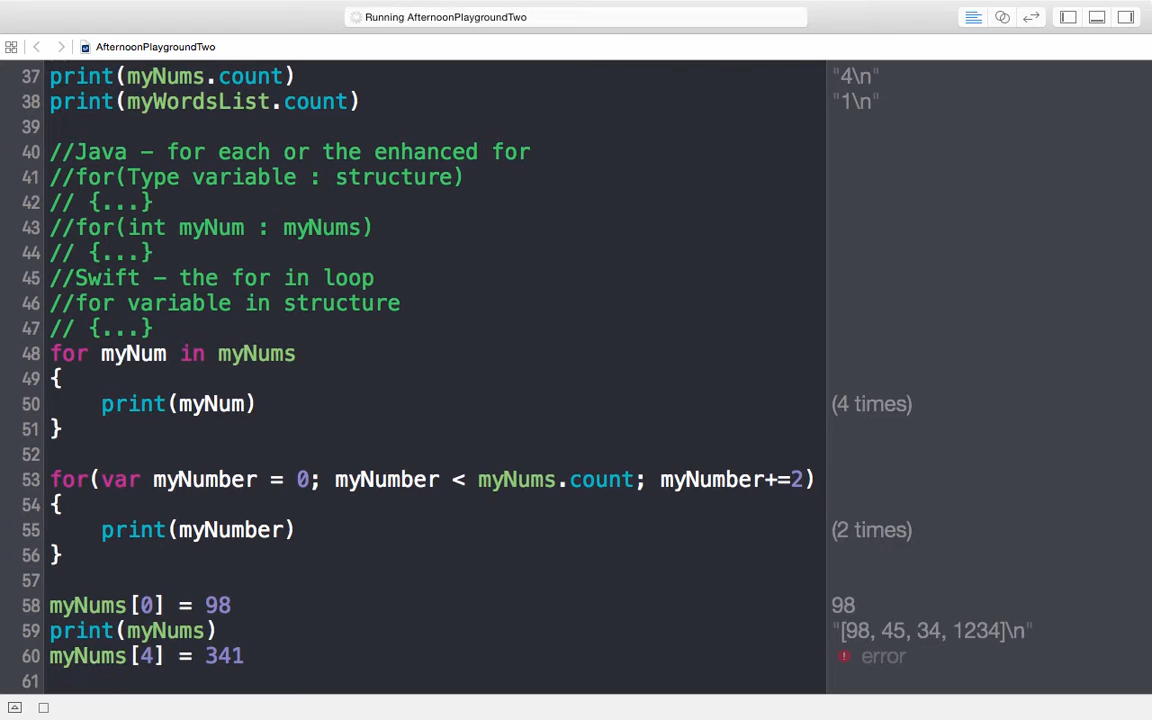 Running AfternoonPlaygroundTwo
AfternoonPlaygroundTwo
37 print(myNums.count) "4\n"
38 print(myWordsList.count) "1\n"
39
40 //Java - for each or the enhanced for
41 //for(Type variable : structure)
42 // {...}
43 //for(int myNum : myNums)
44 // {...}
45 //Swift - the for in loop
46 //for variable in structure
47 // {...}
48 for myNum in myNums
49 {
50     print(myNum) (4 times)
51 }
52
53 for(var myNumber = 0; myNumber < myNums.count; myNumber+=2)
54 {
55     print(myNumber) (2 times)
56 }
57
58 myNums[0] = 98 98
59 print(myNums) "[98, 45, 34, 1234]\n"
60 myNums[4] = 341 ! error
61